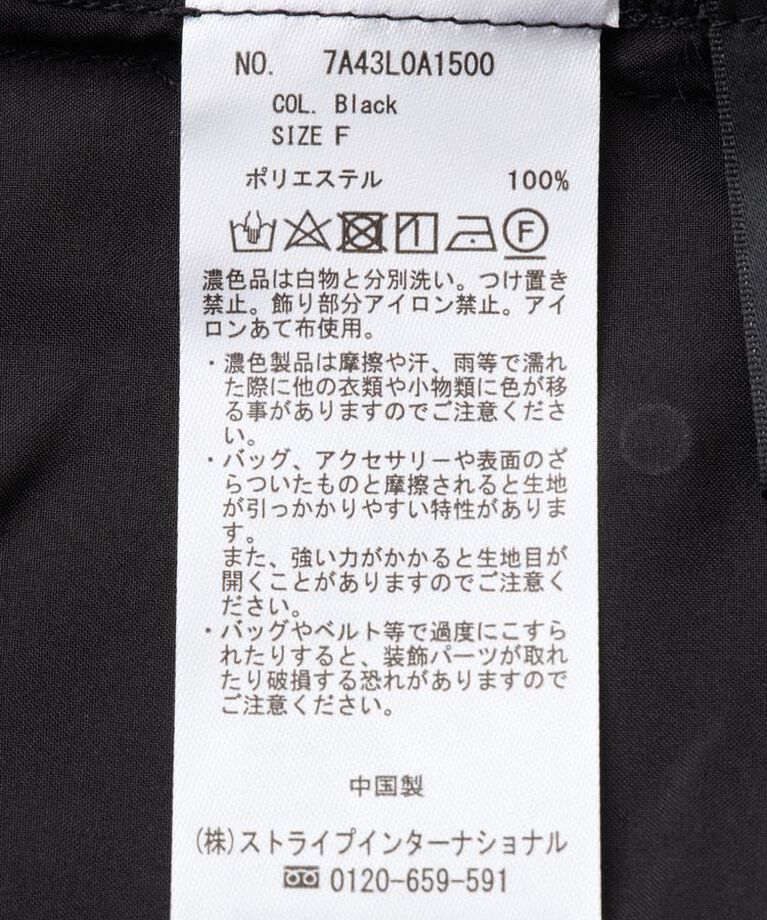 NO. 7A43L0A1500
COL. Black
SIZE F
ポリエステル 100%
F
濃色品は白物と分別洗い。つけ置き
禁止。飾り部分アイロン禁止。アイ
ロンあて布使用。
・濃色製品は摩擦や汗、雨等で濡れ
た際に他の衣類や小物類に色が移
る事がありますのでご注意くださ
い。
・バッグ、アクセサリーや表面のざ
らついたものと摩擦されると生地
が引っかかりやすい特性がありま
す。
また、強い力がかかると生地目が
開くことがありますのでご注意く
ださい。
・バッグやベルト等で過度にこすら
れたりすると、装飾パーツが取れ
たり破損する恐れがありますので
ご注意ください。
中国製
(株)ストライプインターナショナル
0120-659-591